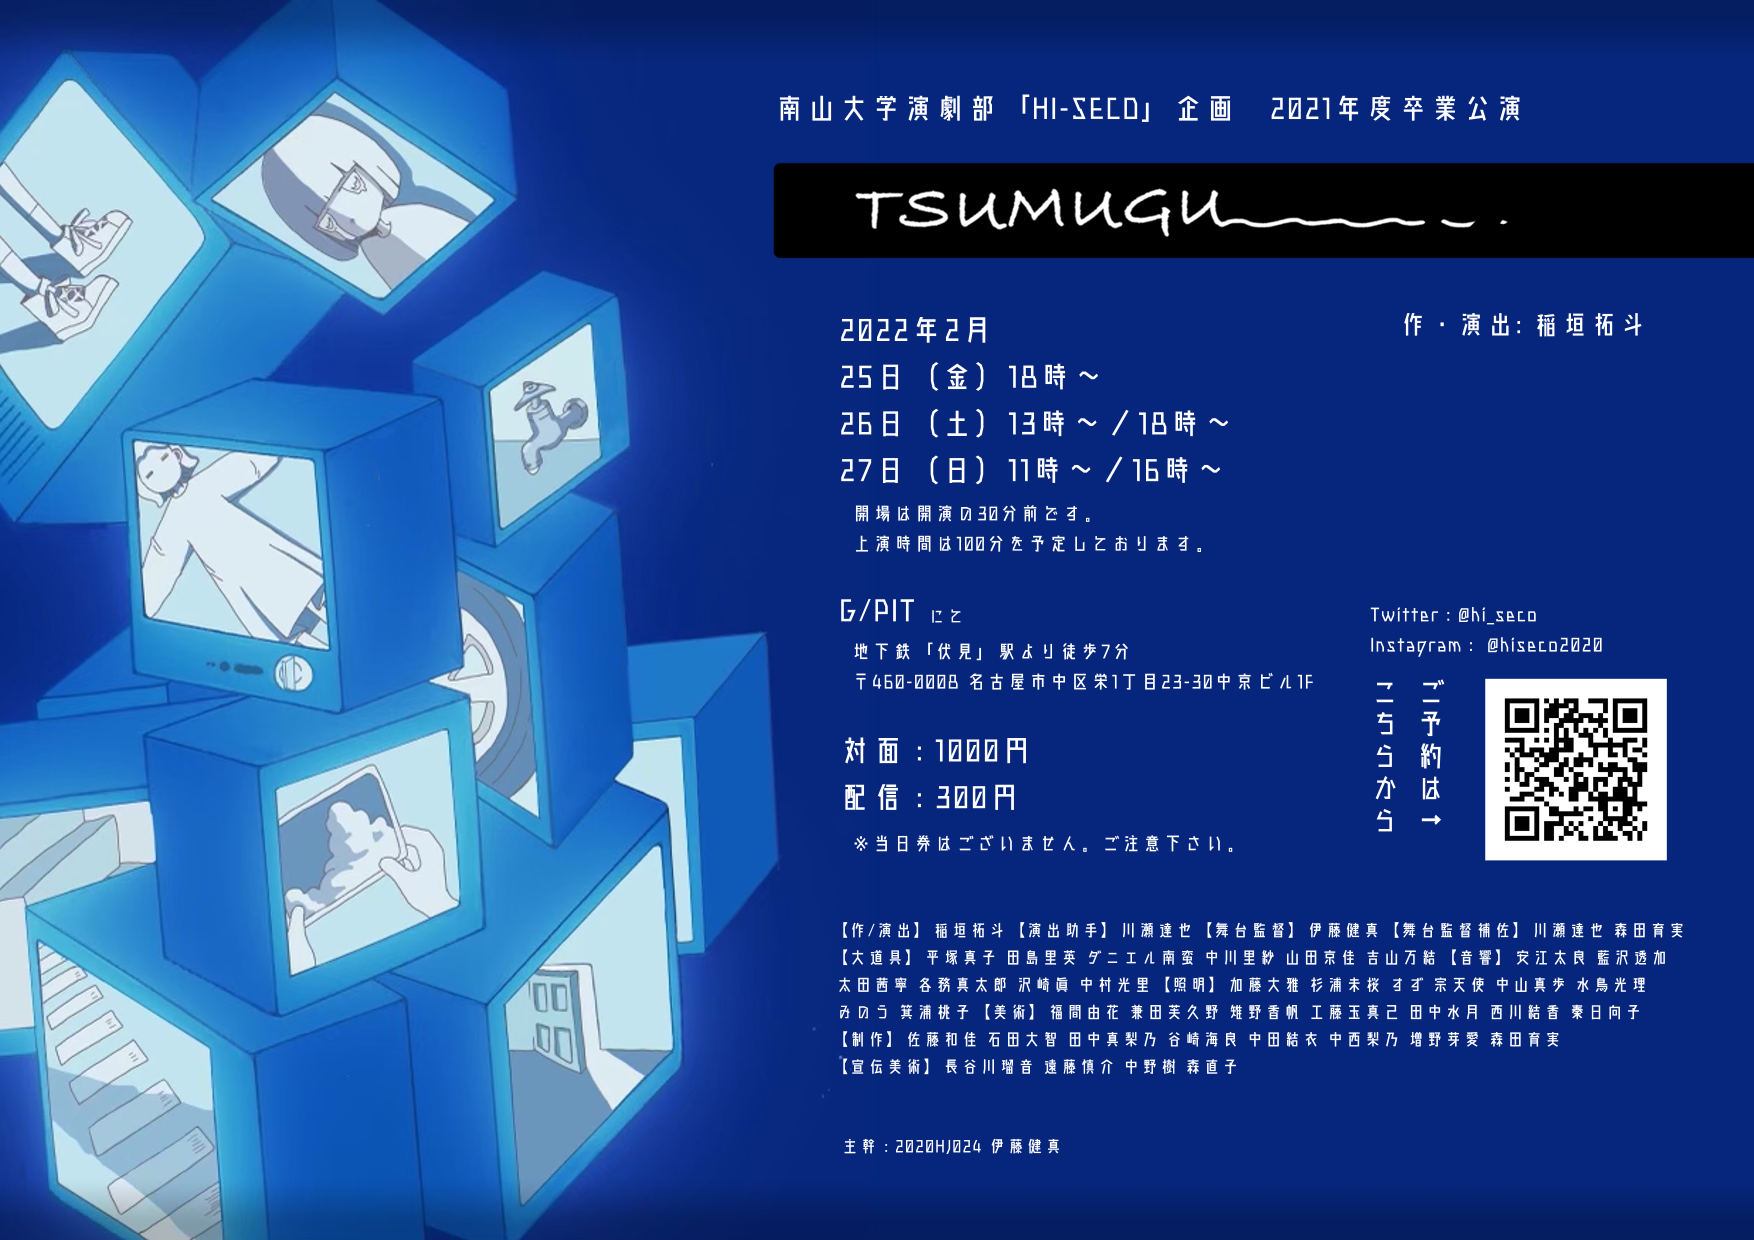 南山大学演劇部「HI-SECO」企画　2021年度卒業公演
TSUMUGU
2022年2月
作・演出:稲垣拓斗
25日（金）18時～
26日（土）13時～/18時～
27日（日）11時～/16時～
開場は開演の30分前です。
上演時間は100分を予定しております。
G/PIT にて
地下鉄「伏見」駅より徒歩7分
〒460-0008 名古屋市中区栄1丁目23-30中京ビル1F
Twitter : @hi_seco
Instagram : @hiseco2020
ご予約は→
こちらから
対面:1000円
配信:300円
※当日券はございません。ご注意下さい。
【作/演出】稲垣拓斗【演出助手】川瀬達也【舞台監督】伊藤健真【舞台監督補佐】川瀬達也 森田育実
【大道具】平塚真子 田島里英 ダニエル南蛮 中川里紗 山田京佳 吉山万結【音響】安江太良 藍沢透加
太田茜寧 各務真太郎 沢崎眞 中村光里【照明】加藤大雅 杉浦未桜 すず 宗天使 中山真歩 水鳥光理
みのう 箕浦桃子【美術】福間由花 兼田芙久野 雉野香帆 工藤玉真己 田中水月 西川結香 秦日向子
【制作】佐藤和佳 石田大智 田中真梨乃 谷崎海良 中田結衣 中西梨乃 増野芽愛 森田育実
【宣伝美術】長谷川瑠音 遠藤慎介 中野樹 森直子
主幹:2020HJ024 伊藤健真